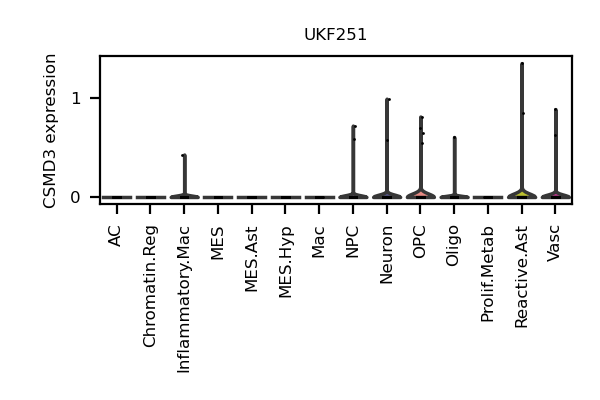 UKF251
CSMD3 expression
1
0
AC
Chromatin.Reg
Inflammatory.Mac
MES
MES.Ast
MES.Hyp
Mac
NPC
Neuron
OPC
Oligo
Prolif.Metab
Reactive.Ast
Vasc